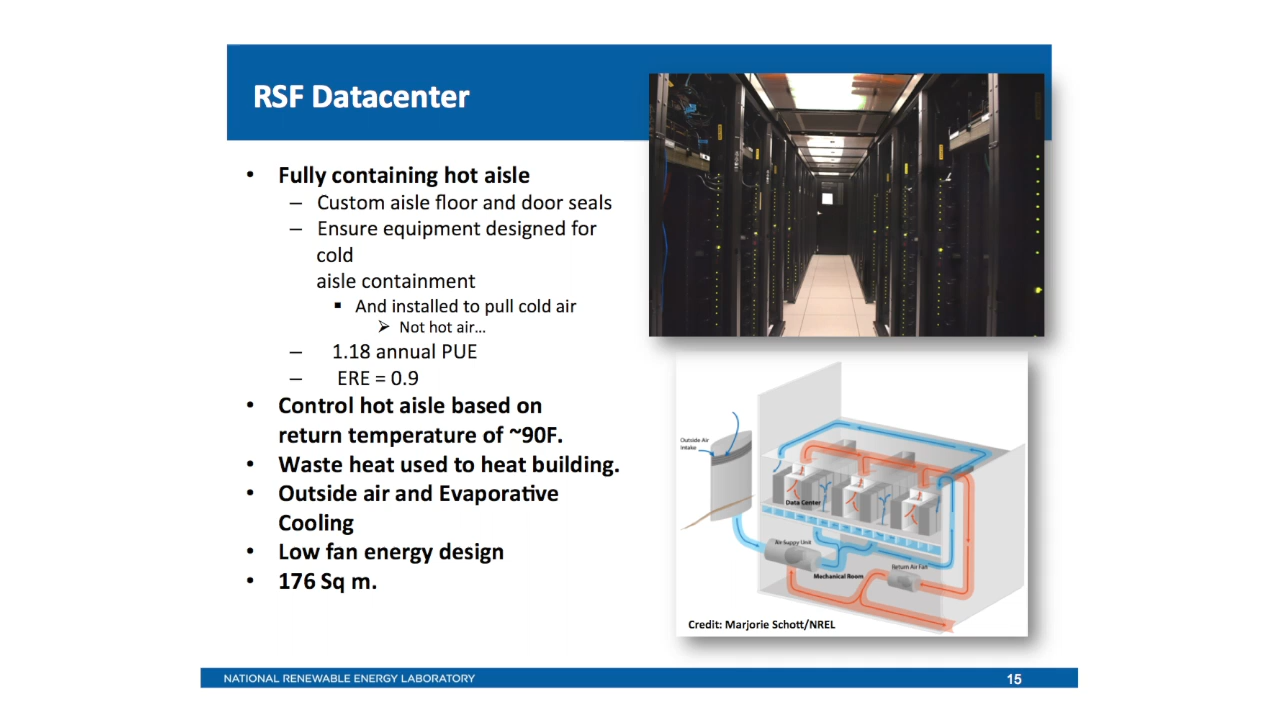 RSF Datacenter
• Fully containing hot aisle
– Custom aisle floor and door seals
– Ensure equipment designed for
cold
aisle containment
▪ And installed to pull cold air
➢ Not hot air...
– 1.18 annual PUE
– ERE = 0.9
• Control hot aisle based on
return temperature of ~90F.
• Waste heat used to heat building.
• Outside air and Evaporative
Cooling
• Low fan energy design
• 176 Sq m.
Outside Air
Intake
Data Center
Air Suppy Unit
Mechanical Room
Return Air Fan
Credit: Marjorie Schott/NREL
NATIONAL RENEWABLE ENERGY LABORATORY
15